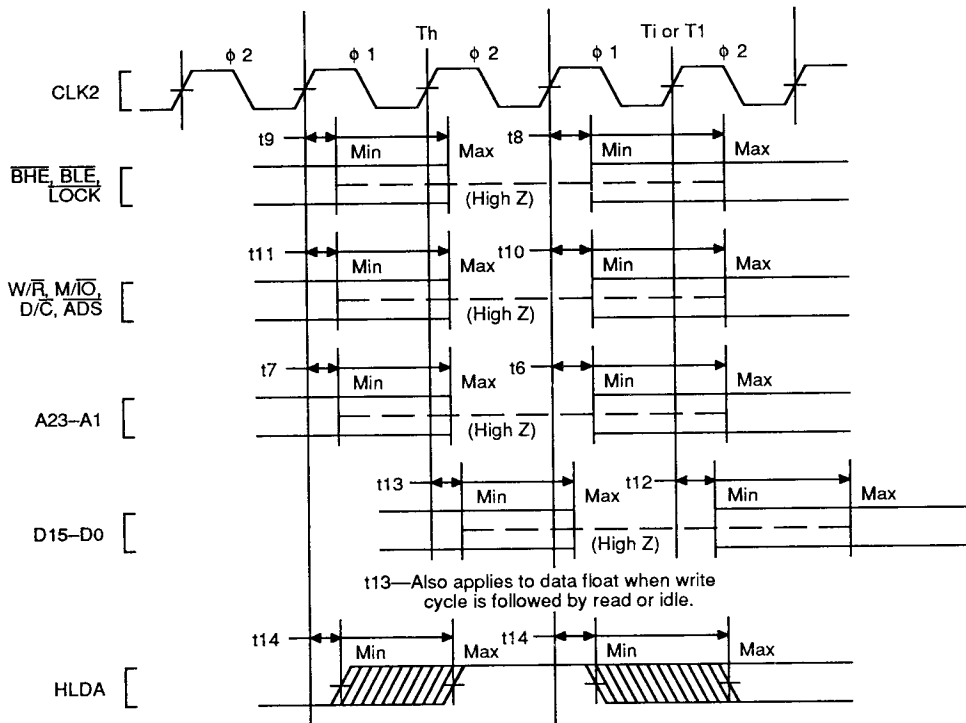 Th
Ti or T1
ϕ 2
ϕ 1
ϕ 2
ϕ 1
ϕ 2
CLK2
t9
t8
Min
Max
Min
Max
BHE, BLE,
LOCK
(High Z)
t11
t10
Min
Max
Min
Max
W/R, M/IO,
D/C, ADS
(High Z)
t7
t6
Min
Max
Min
Max
A23–A1
(High Z)
t13
t12
Min
Max
Min
Max
D15–D0
(High Z)
t13—Also applies to data float when write
cycle is followed by read or idle.
t14
t14
Min
Max
Min
Max
HLDA